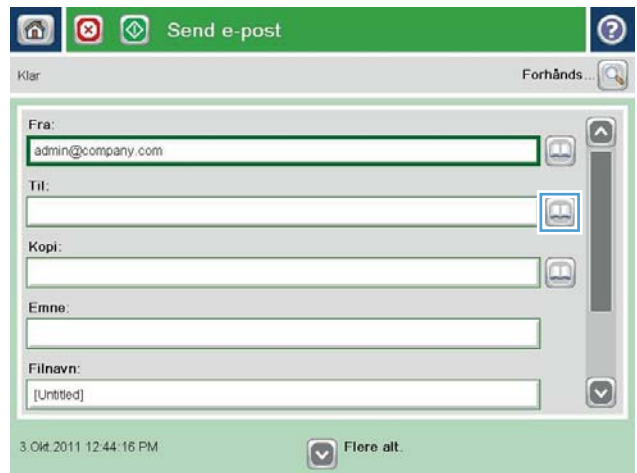 Send e-post
Klar
Forhånds...
Fra:
admin@company.com
Til:
Kopi:
Emne:
Filnavn:
[Untitled]
3.Okt.2011 12:44:16 PM
Flere alt.